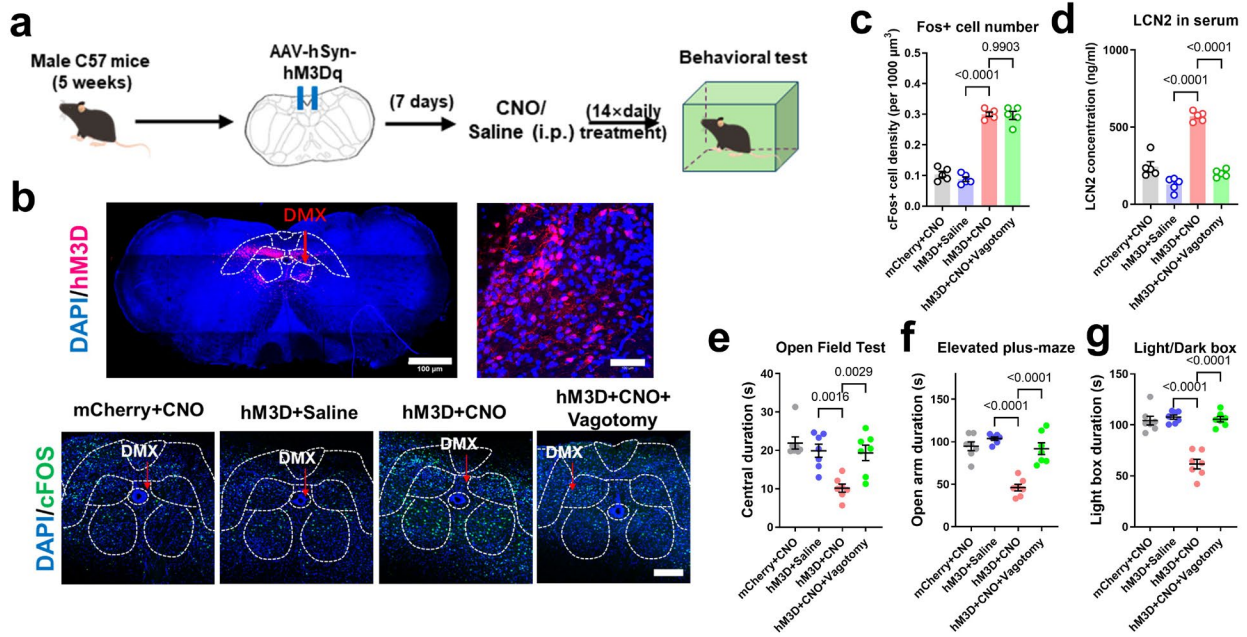 a
Male C57 mice
(5 weeks)
AAV-hSyn-
hM3Dq
(7 days)
CNO/
Saline (i.p.)
(14×daily
treatment)
Behavioral test
b
DAPI/hM3D
DMX
100 μm
mCherry+CNO
hM3D+Saline
hM3D+CNO
hM3D+CNO+
Vagotomy
DAPI/cFOS
DMX
DMX
DMX
DMX
c
Fos+ cell number
cFos+ cell density (per 1000 μm³)
0.5
0.4
0.3
0.2
0.1
0.0
<0.0001
0.9903
mCherry+CNO
hM3D+Saline
hM3D+CNO
hM3D+CNO+Vagotomy
d
LCN2 in serum
LCN2 concentration (ng/ml)
1000
500
0
<0.0001
<0.0001
mCherry+CNO
hM3D+Saline
hM3D+CNO
hM3D+CNO+Vagotomy
e
Open Field Test
Central duration (s)
40
30
20
10
0
0.0016
0.0029
mCherry+CNO
hM3D+Saline
hM3D+CNO
hM3D+CNO+Vagotomy
f
Elevated plus-maze
Open arm duration (s)
150
100
50
0
<0.0001
<0.0001
mCherry+CNO
hM3D+Saline
hM3D+CNO
hM3D+CNO+Vagotomy
g
Light/Dark box
Light box duration (s)
150
100
50
0
<0.0001
<0.0001
mCherry+CNO
hM3D+Saline
hM3D+CNO
hM3D+CNO+Vagotomy